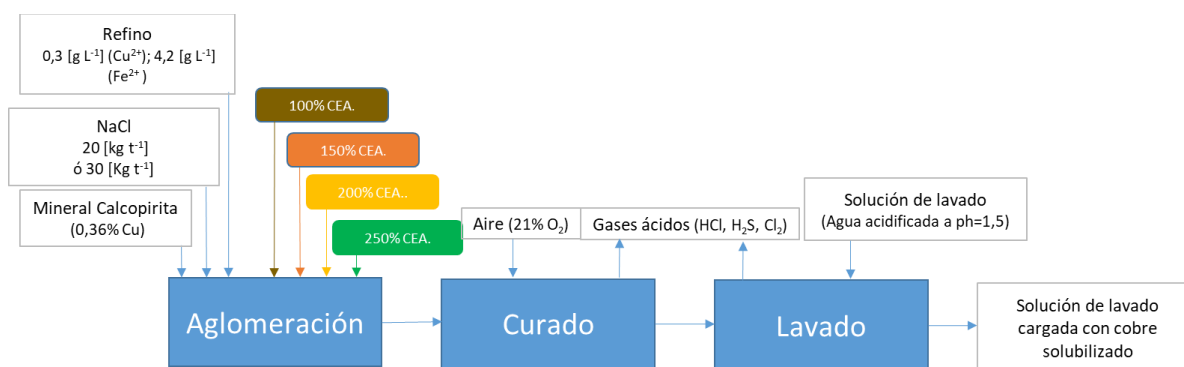 Refino
0,3 [g L⁻¹] (Cu²⁺); 4,2 [g L⁻¹]
(Fe²⁺ )
100% CEA.
NaCl
20 [kg t⁻¹]
ó 30 [Kg t⁻¹]
150% CEA.
200% CEA..
Mineral Calcopirita
(0,36% Cu)
250% CEA.
Aire (21% O₂)
Gases ácidos (HCl, H₂S, Cl₂)
Solución de lavado
(Agua acidificada a ph=1,5)
Aglomeración
Curado
Lavado
Solución de lavado
cargada con cobre
solubilizado